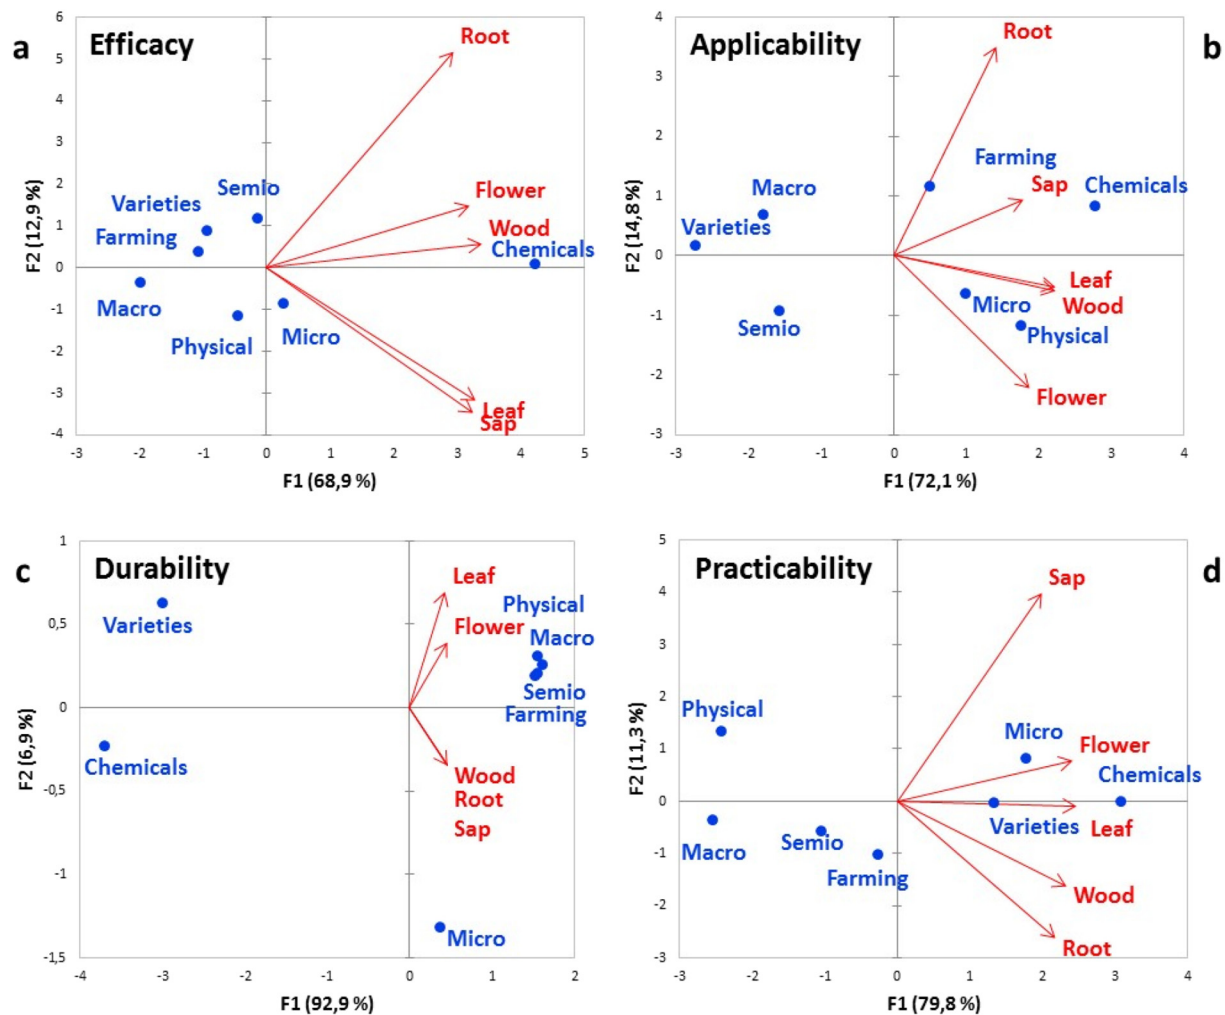 a
Efficacy
6
5
4
3
2
1
0
-1
-2
-3
-4
F2 (12,9 %)
Root
Flower
Wood
Chemicals
Semio
Varieties
Farming
Macro
Physical
Micro
Leaf
Sap
-3 -2 -1 0 1 2 3 4 5
F1 (68,9 %)
b
Applicability
4
3
2
1
0
-1
-2
-3
F2 (14,8 %)
Root
Farming
Sap
Chemicals
Macro
Varieties
Semio
Leaf
Micro
Wood
Physical
Flower
-3 -2 -1 0 1 2 3 4
F1 (72,1 %)
c
Durability
1
0,5
0
-0,5
-1
-1,5
F2 (6,9 %)
Leaf
Physical
Varieties
Flower
Macro
Semio
Farming
Chemicals
Wood
Root
Sap
Micro
-4 -3 -2 -1 0 1 2
F1 (92,9 %)
d
Practicability
5
4
3
2
1
0
-1
-2
-3
F2 (11,3 %)
Sap
Physical
Micro
Flower
Chemicals
Varieties
Leaf
Semio
Macro
Farming
Wood
Root
-3 -2 -1 0 1 2 3 4
F1 (79,8 %)